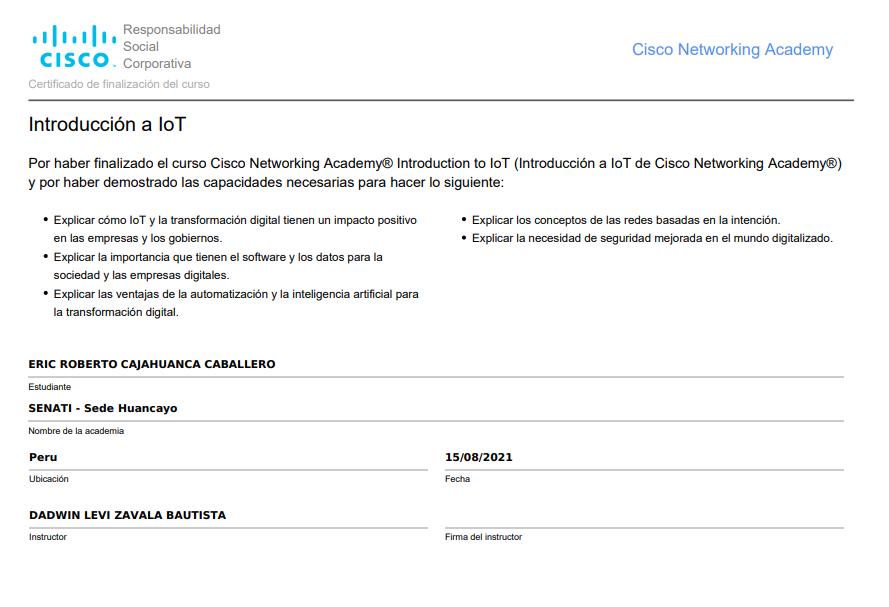 Responsabilidad
Social
Corporativa
CISCO
Cisco Networking Academy
Certificado de finalización del curso
Introducción a IoT
Por haber finalizado el curso Cisco Networking Academy® Introduction to IoT (Introducción a IoT de Cisco Networking Academy®)
y por haber demostrado las capacidades necesarias para hacer lo siguiente:
• Explicar cómo IoT y la transformación digital tienen un impacto positivo
en las empresas y los gobiernos.
• Explicar la importancia que tienen el software y los datos para la
sociedad y las empresas digitales.
• Explicar las ventajas de la automatización y la inteligencia artificial para
la transformación digital.
• Explicar los conceptos de las redes basadas en la intención.
• Explicar la necesidad de seguridad mejorada en el mundo digitalizado.
ERIC ROBERTO CAJAHUANCA CABALLERO
Estudiante
SENATI - Sede Huancayo
Nombre de la academia
Peru
Ubicación
15/08/2021
Fecha
DADWIN LEVI ZAVALA BAUTISTA
Instructor
Firma del instructor